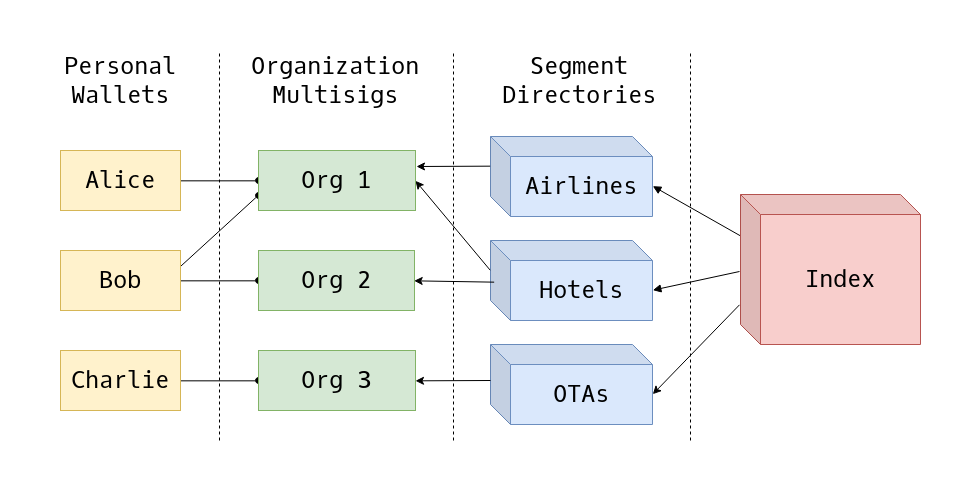 Personal
Wallets
Organization
Multisigs
Segment
Directories
Alice
Org 1
Airlines
Bob
Org 2
Hotels
Index
Charlie
Org 3
OTAs